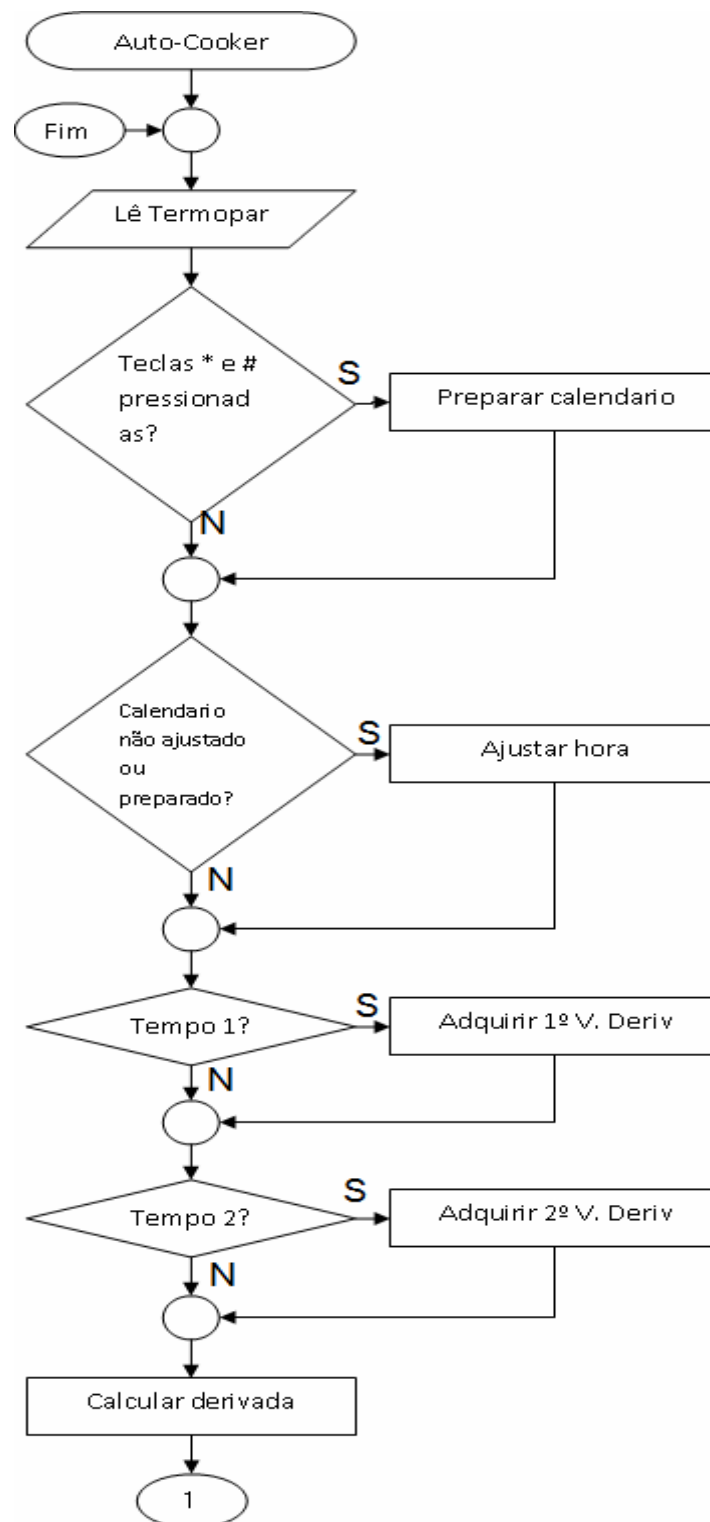 Auto-Cooker
Fim
Lê Termopar
Teclas * e #
pressionad
as?
S
Preparar calendario
N
Calendario
não ajustado
ou
preparado?
S
Ajustar hora
N
Tempo 1?
S
Adquirir 1º V. Deriv
N
Tempo 2?
S
Adquirir 2º V. Deriv
N
Calcular derivada
1